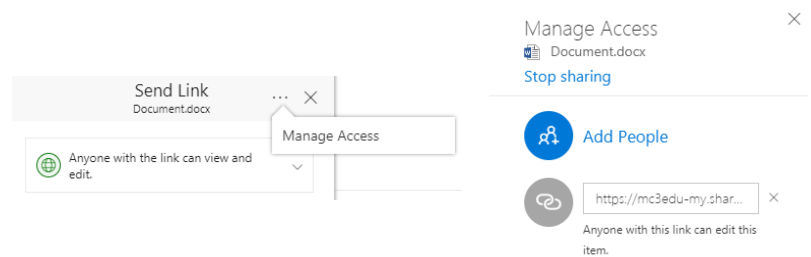 Send Link
Document.docx
...
Manage Access
Anyone with the link can view and
edit.
Manage Access
Document.docx
Stop sharing
Add People
https://mc3edu-my.shar...
Anyone with this link can edit this
item.